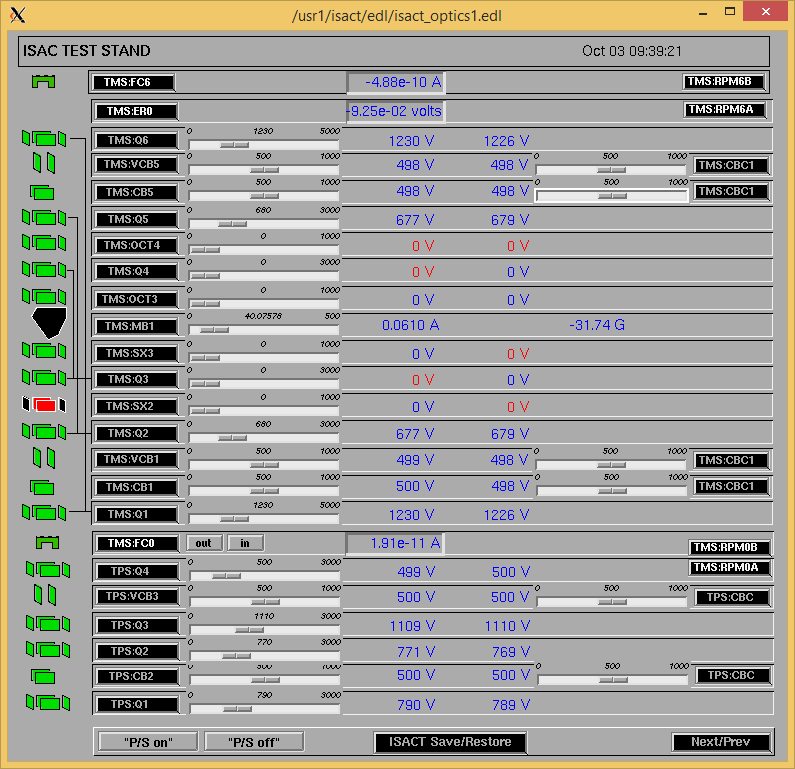 /usr1/isact/edl/isact_optics1.edl
ISAC TEST STAND Oct 03 09:39:21
TMS:FC6 -4.88e-10 A TMS:RPM6B
TMS:ER0 -9.25e-02 volts TMS:RPM6A
TMS:Q6 0 1230 5000 1230 V 1226 V
TMS:VCB5 0 500 1000 498 V 498 V 0 500 1000 TMS:CBC1
TMS:CB5 0 500 1000 498 V 498 V 0 500 1000 TMS:CBC1
TMS:Q5 0 680 3000 677 V 679 V
TMS:OCT4 0 0 1000 0 V 0 V
TMS:Q4 0 0 3000 0 V 0 V
TMS:OCT3 0 0 1000 0 V 0 V
TMS:MB1 0 40.07578 500 0.0610 A -31.74 G
TMS:SX3 0 0 1000 0 V 0 V
TMS:Q3 0 0 3000 0 V 0 V
TMS:SX2 0 0 1000 0 V 0 V
TMS:Q2 0 680 3000 677 V 679 V
TMS:VCB1 0 500 1000 499 V 498 V 0 500 1000 TMS:CBC1
TMS:CB1 0 500 1000 500 V 498 V 0 500 1000 TMS:CBC1
TMS:Q1 0 1230 5000 1230 V 1226 V
TMS:FC0 out in 1.91e-11 A TMS:RPM0B
TPS:Q4 0 500 3000 499 V 500 V TMS:RPM0A
TPS:VCB3 0 500 1000 500 V 500 V 0 500 1000 TPS:CBC
TPS:Q3 0 1110 3000 1109 V 1110 V
TPS:Q2 0 770 3000 771 V 769 V
TPS:CB2 0 500 1000 500 V 500 V 0 500 1000 TPS:CBC
TPS:Q1 0 790 3000 790 V 789 V
"P/S on" "P/S off" ISACT Save/Restore Next/Prev